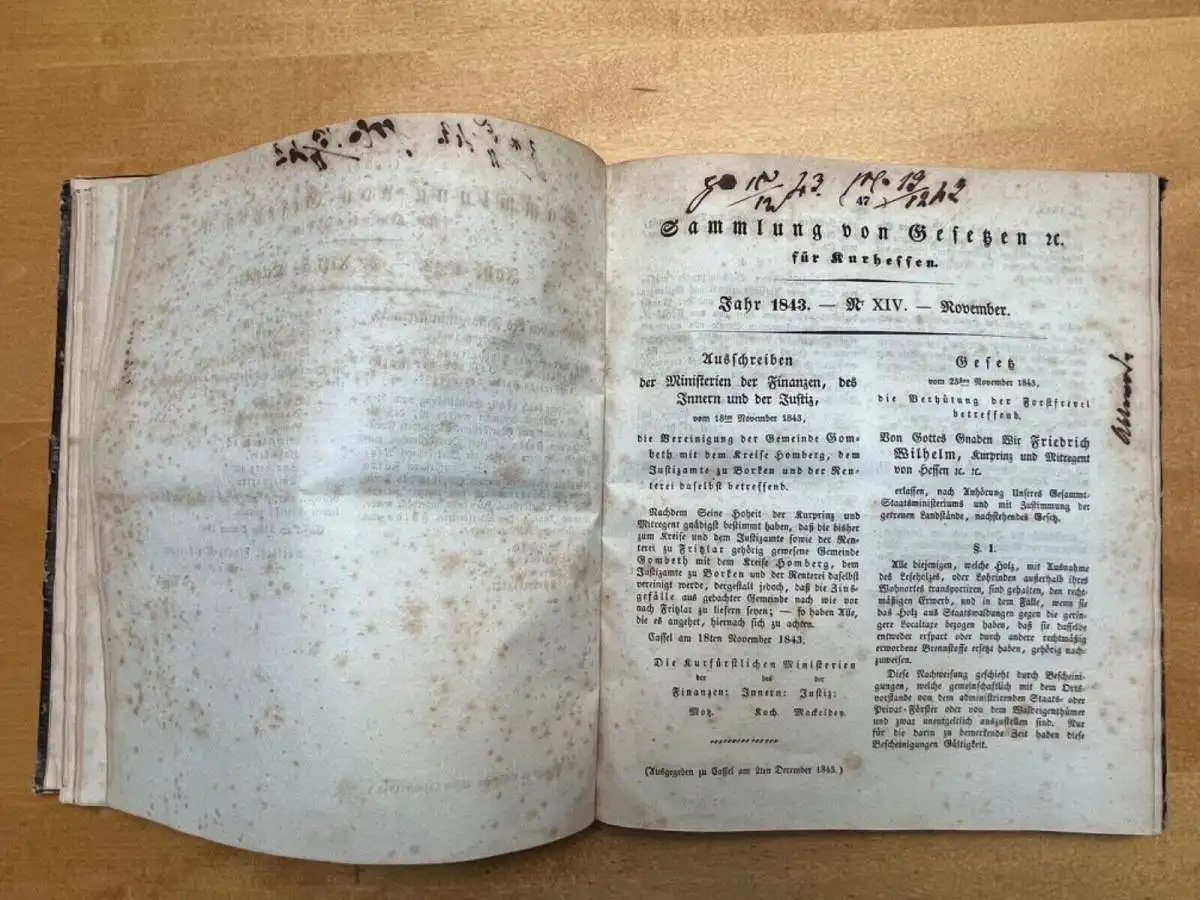 47
Sammlung von Gesetzen ꝛc.
für Kurhessen.
Jahr 1843. — Nr XIV. — November.
Ausschreiben
der Ministerien der Finanzen, des
Innern und der Justiz,
vom 18ten November 1843,
die Vereinigung der Gemeinde Gom-
beth mit dem Kreise Homberg, dem
Justizamte zu Borken und der Ren-
terei daselbst betreffend.
Nachdem Seine Hoheit der Kurprinz und
Mitregent gnädigst bestimmt haben, daß die bisher
zum Kreise und dem Justizamte sowie der Ren-
terei zu Fritzlar gehörig gewesene Gemeinde
Gombeth mit dem Kreise Homberg, dem
Justizamte zu Borken und der Renterei daselbst
vereinigt werde, dergestalt jedoch, daß die Zins-
gefälle aus gedachter Gemeinde nach wie vor
nach Fritzlar zu liefern seyen; — so haben Alle,
die es angehet, hiernach sich zu achten.
Cassel am 18ten November 1843.
Die Kurfürstlichen Ministerien
der des der
Finanzen: Innern: Justiz:
Motz. Koch. Mackeldey.
(Ausgegeben zu Cassel am 2ten December 1843.)
Gesetz
vom 25ten November 1843,
die Verhütung der Forstfrevel
betreffend.
Von Gottes Gnaden Wir Friedrich
Wilhelm, Kurprinz und Mitregent
von Hessen ꝛc. ꝛc.
erlassen, nach Anhörung Unseres Gesammt-
Staatsministeriums und mit Zustimmung der
getreuen Landstände, nachstehendes Gesetz.
§. 1.
Alle diejenigen, welche Holz, mit Ausnahme
des Leseholzes, oder Lohrinden außerhalb ihres
Wohnortes transportiren, sind gehalten, den recht-
mäßigen Erwerb, und in dem Falle, wenn sie
das Holz aus Staatswaldungen gegen die gerin-
gere Localtaxe bezogen haben, daß sie dasselbe
entweder erspart oder durch andere rechtmäßig
erworbene Brennstoffe ersetzt haben, gehörig nach-
zuweisen.
Diese Nachweisung geschieht durch Bescheini-
gungen, welche gemeinschaftlich mit dem Orts-
vorstande von dem administrirenden Staats- oder
Privat-Förster oder von dem Waldeigenthümer
und zwar unentgeltlich auszustellen sind. Nur
für die darin zu bemerkende Zeit haben diese
Bescheinigungen Gültigkeit.